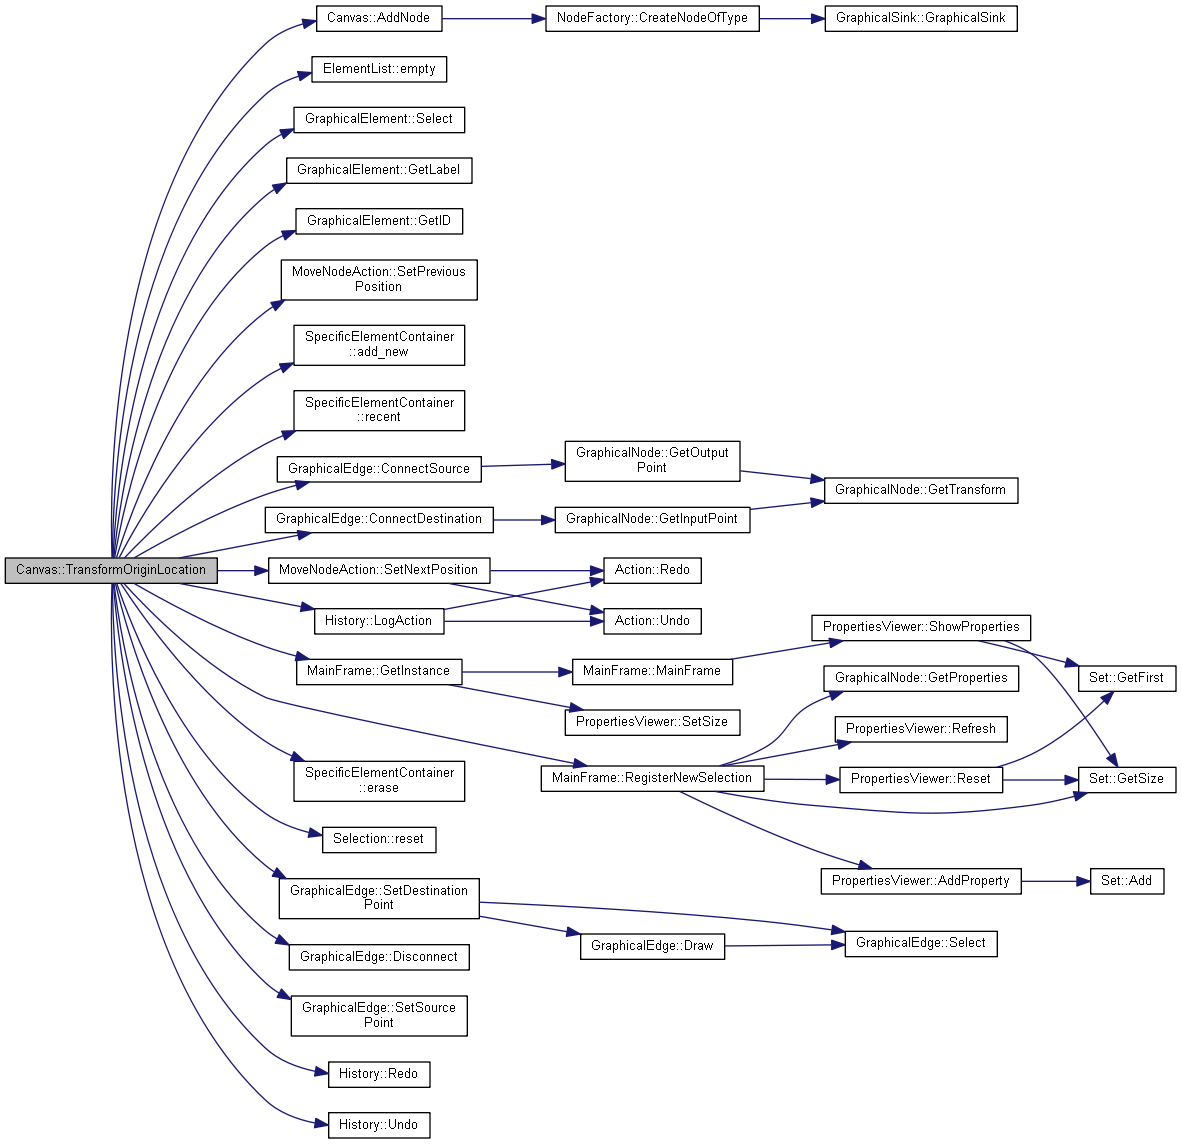 Canvas::AddNode
NodeFactory::CreateNodeOfType
GraphicalSink::GraphicalSink
ElementList::empty
GraphicalElement::Select
GraphicalElement::GetLabel
GraphicalElement::GetID
MoveNodeAction::SetPrevious
Position
SpecificElementContainer
::add_new
SpecificElementContainer
::recent
GraphicalEdge::ConnectSource
GraphicalNode::GetOutput
Point
GraphicalNode::GetTransform
GraphicalEdge::ConnectDestination
GraphicalNode::GetInputPoint
Canvas::TransformOriginLocation
MoveNodeAction::SetNextPosition
Action::Redo
History::LogAction
Action::Undo
PropertiesViewer::ShowProperties
MainFrame::GetInstance
MainFrame::MainFrame
GraphicalNode::GetProperties
Set::GetFirst
PropertiesViewer::SetSize
PropertiesViewer::Refresh
SpecificElementContainer
::erase
MainFrame::RegisterNewSelection
PropertiesViewer::Reset
Set::GetSize
Selection::reset
PropertiesViewer::AddProperty
Set::Add
GraphicalEdge::SetDestination
Point
GraphicalEdge::Draw
GraphicalEdge::Select
GraphicalEdge::Disconnect
GraphicalEdge::SetSource
Point
History::Redo
History::Undo